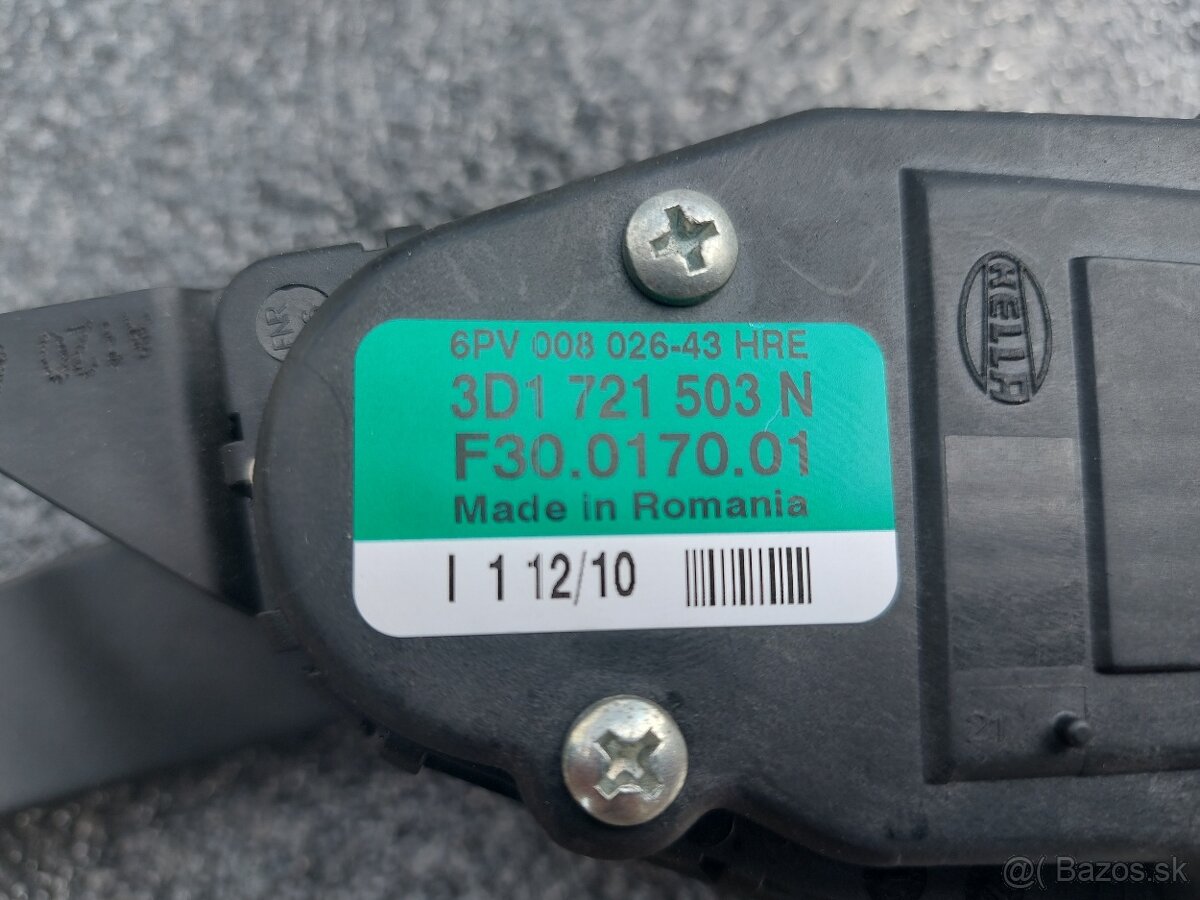 6PV 008 026-43 HRE
3D1 721 503 N
F30.0170.01
Made in Romania
I 1 12/10
HELLA
21
@( Bazos.sk